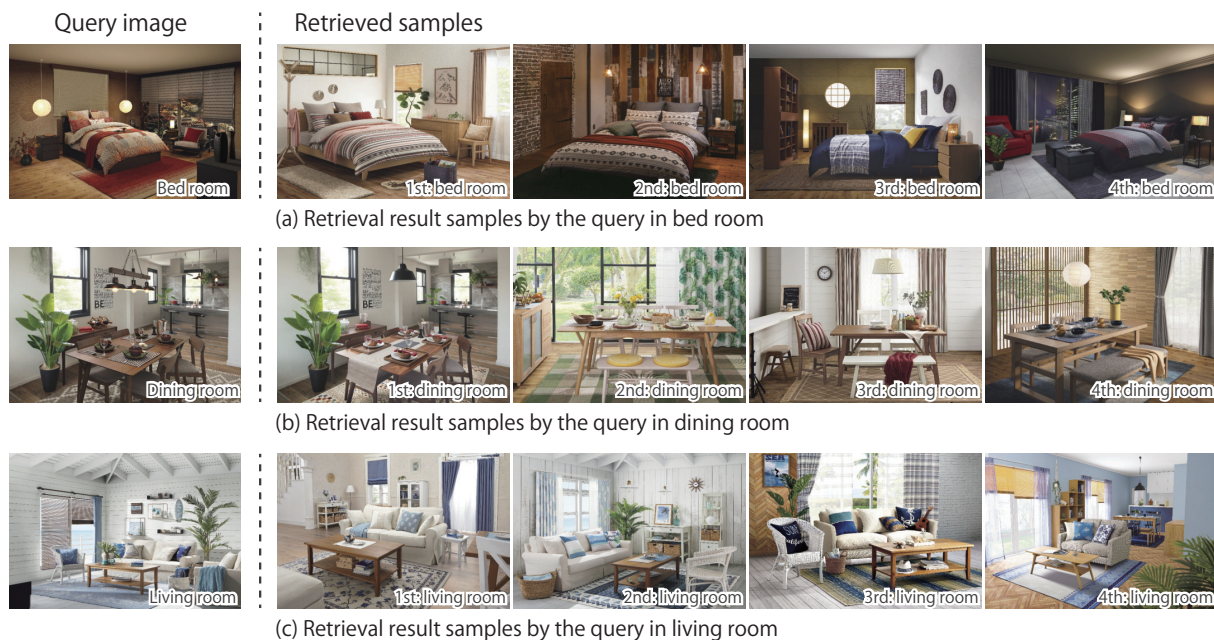 Query image
Retrieved samples
Bed room
1st: bed room
2nd: bed room
3rd: bed room
4th: bed room
(a) Retrieval result samples by the query in bed room
Dining room
1st: dining room
2nd: dining room
3rd: dining room
4th: dining room
(b) Retrieval result samples by the query in dining room
Living room
1st: living room
2nd: living room
3rd: living room
4th: living room
(c) Retrieval result samples by the query in living room